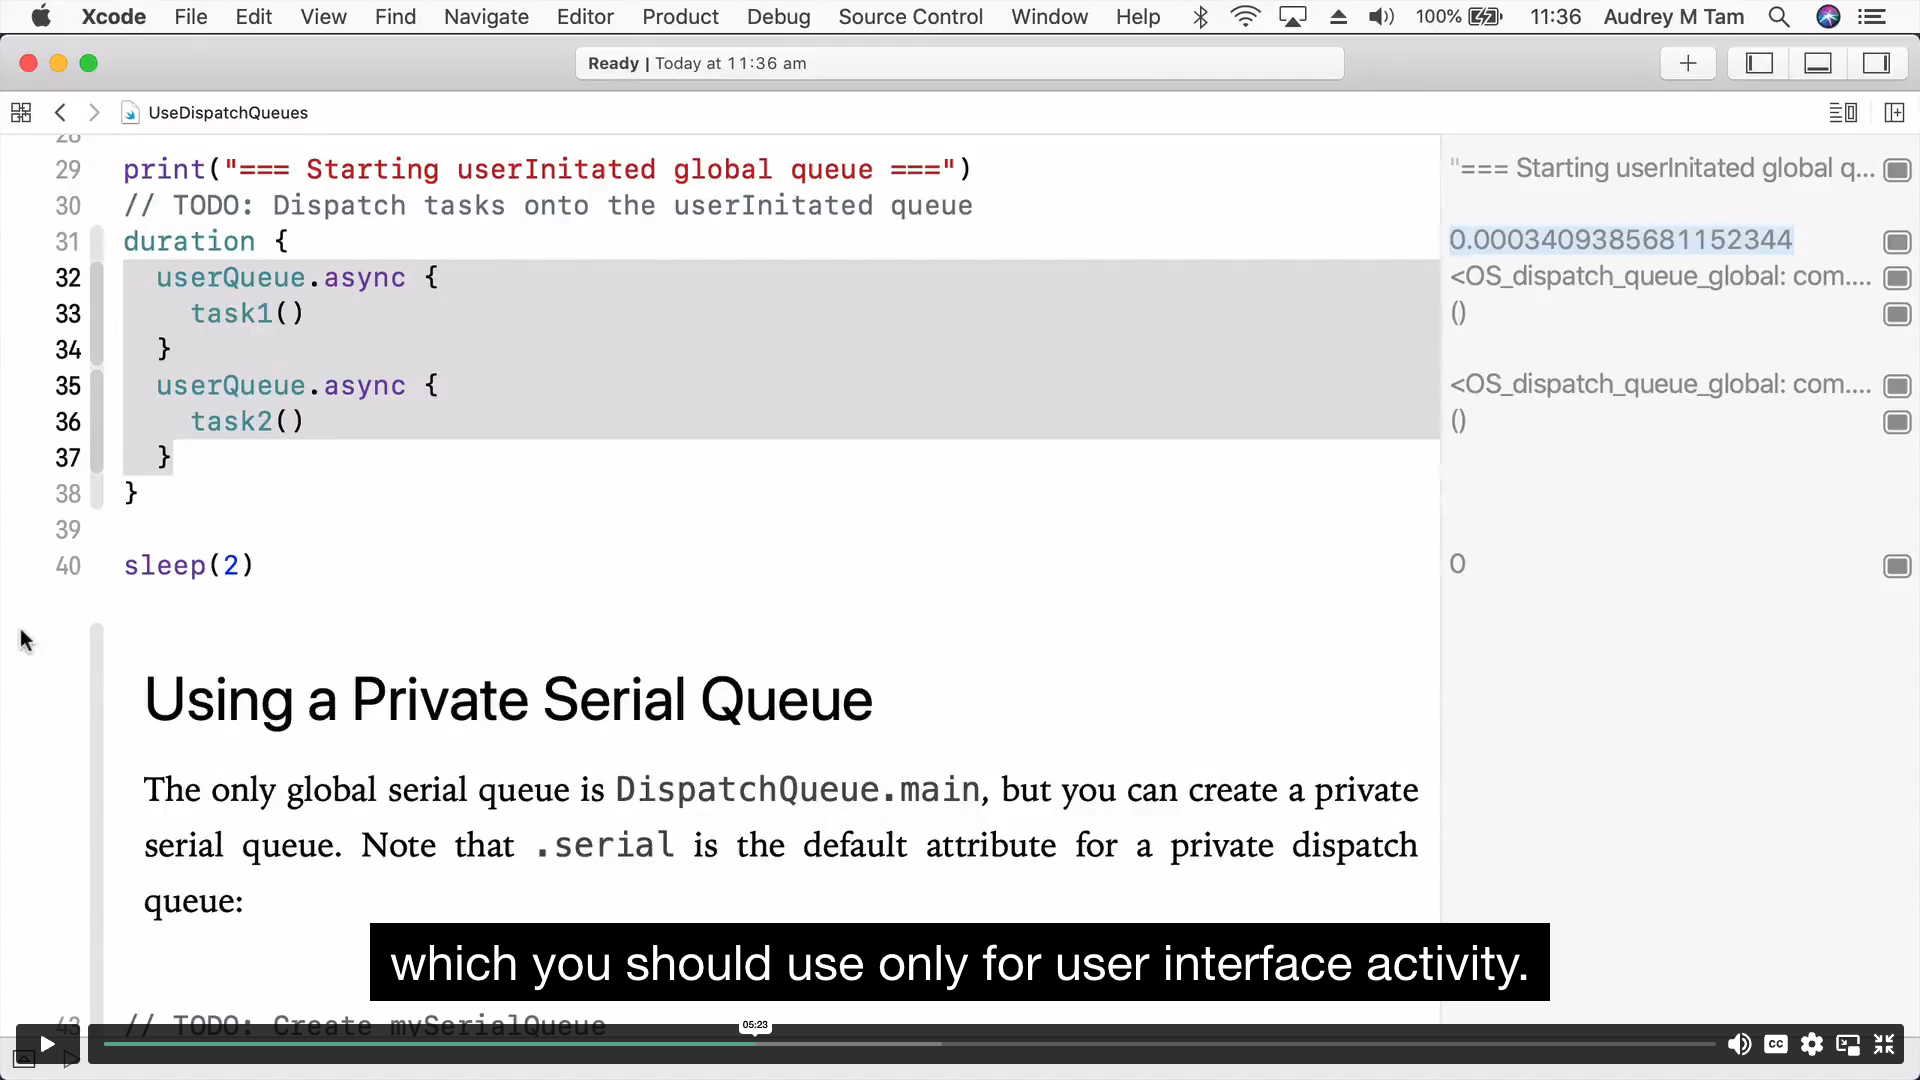 Xcode File Edit View Find Navigate Editor Product Debug Source Control Window Help 100% 11:36 Audrey M Tam
Ready | Today at 11:36 am
UseDispatchQueues
28
29 print("=== Starting userInitated global queue ===") "=== Starting userInitated global q...
30 // TODO: Dispatch tasks onto the userInitated queue
31 duration { 0.0003409385681152344
32 userQueue.async { <OS_dispatch_queue_global: com....
33 task1() ()
34 }
35 userQueue.async { <OS_dispatch_queue_global: com....
36 task2() ()
37 }
38 }
39
40 sleep(2) 0
Using a Private Serial Queue
The only global serial queue is DispatchQueue.main, but you can create a private
serial queue. Note that .serial is the default attribute for a private dispatch
queue:
which you should use only for user interface activity.
43 // TODO: Create mySerialQueue
05:23
CC